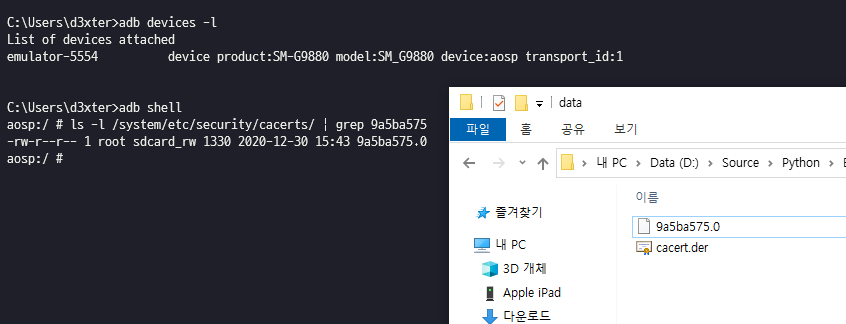 C:\Users\d3xter>adb devices -l
List of devices attached
emulator-5554          device product:SM-G9880 model:SM_G9880 device:aosp transport_id:1
C:\Users\d3xter>adb shell
aosp:/ # ls -l /system/etc/security/cacerts/ | grep 9a5ba575
-rw-r--r-- 1 root sdcard_rw 1330 2020-12-30 15:43 9a5ba575.0
aosp:/ #
data
파일 홈 공유 보기
내 PC > Data (D:) > Source > Python >
이름
즐겨찾기
내 PC
3D 개체
Apple iPad
다운로드
9a5ba575.0
cacert.der